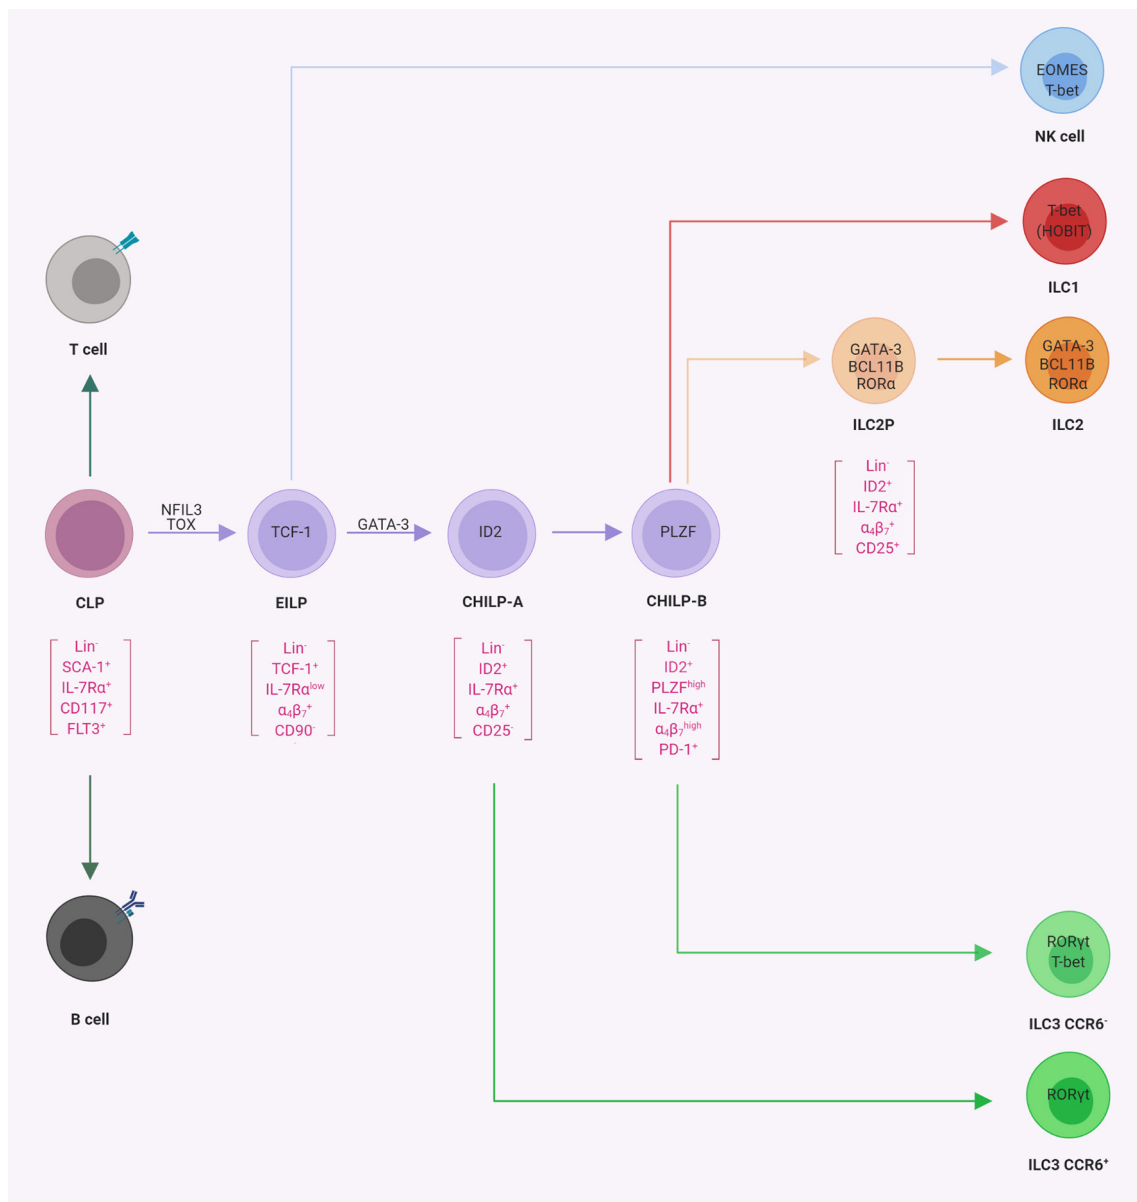 EOMES
T-bet
NK cell
T-bet
(HOBIT)
ILC1
T cell
GATA-3
BCL11B
RORα
ILC2P
GATA-3
BCL11B
RORα
ILC2
Lin⁻
ID2⁺
IL-7Rα⁺
α₄β₇⁺
CD25⁺
NFIL3
TOX
TCF-1
GATA-3
ID2
PLZF
CLP
EILP
CHILP-A
CHILP-B
Lin⁻
SCA-1⁺
IL-7Rα⁺
CD117⁺
FLT3⁺
Lin⁻
TCF-1⁺
IL-7Rαˡᵒʷ
α₄β₇⁺
CD90⁻
Lin⁻
ID2⁺
IL-7Rα⁺
α₄β₇⁺
CD25⁻
Lin⁻
ID2⁺
PLZFʰⁱᵍʰ
IL-7Rα⁺
α₄β₇ʰⁱᵍʰ
PD-1⁺
B cell
RORγt
T-bet
ILC3 CCR6⁻
RORγt
ILC3 CCR6⁺